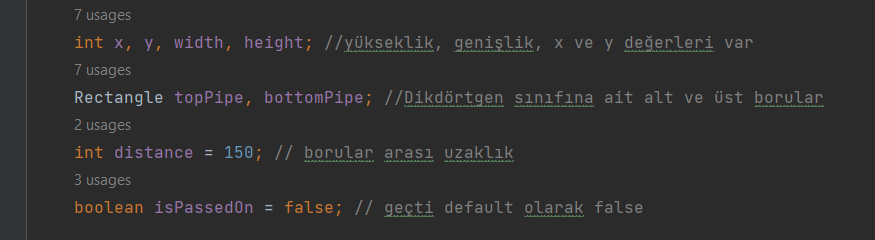 7 usages
int x, y, width, height; //yükseklik, genişlik, x ve y değerleri var
7 usages
Rectangle topPipe, bottomPipe; //Dikdörtgen sınıfına ait alt ve üst borular
2 usages
int distance = 150; // borular arası uzaklık
3 usages
boolean isPassedOn = false; // geçti default olarak false